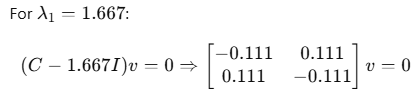 For λ₁ = 1.667:
(C − 1.667I)v = 0 ⇒ [−0.111 0.111
0.111 −0.111] v = 0